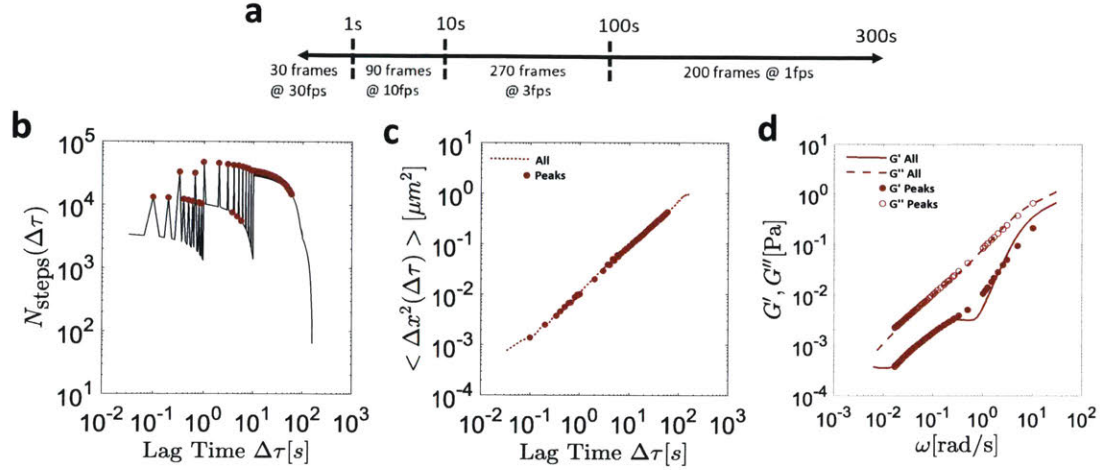 a
1s
10s
100s
300s
30 frames
@ 30fps
90 frames
@ 10fps
270 frames
@ 3fps
200 frames @ 1fps
b
N_steps(Δτ)
10^5
10^4
10^3
10^2
10^1
10^-2 10^-1 10^0 10^1 10^2 10^3
Lag Time Δτ[s]
c
< Δx^2(Δτ) > [μm^2]
10^1
10^0
10^-1
10^-2
10^-3
10^-4
All
Peaks
10^-2 10^-1 10^0 10^1 10^2 10^3
Lag Time Δτ[s]
d
G', G''[Pa]
10^1
10^0
10^-1
10^-2
10^-3
10^-4
G' All
G'' All
G' Peaks
G'' Peaks
10^-3 10^-2 10^-1 10^0 10^1 10^2
ω[rad/s]